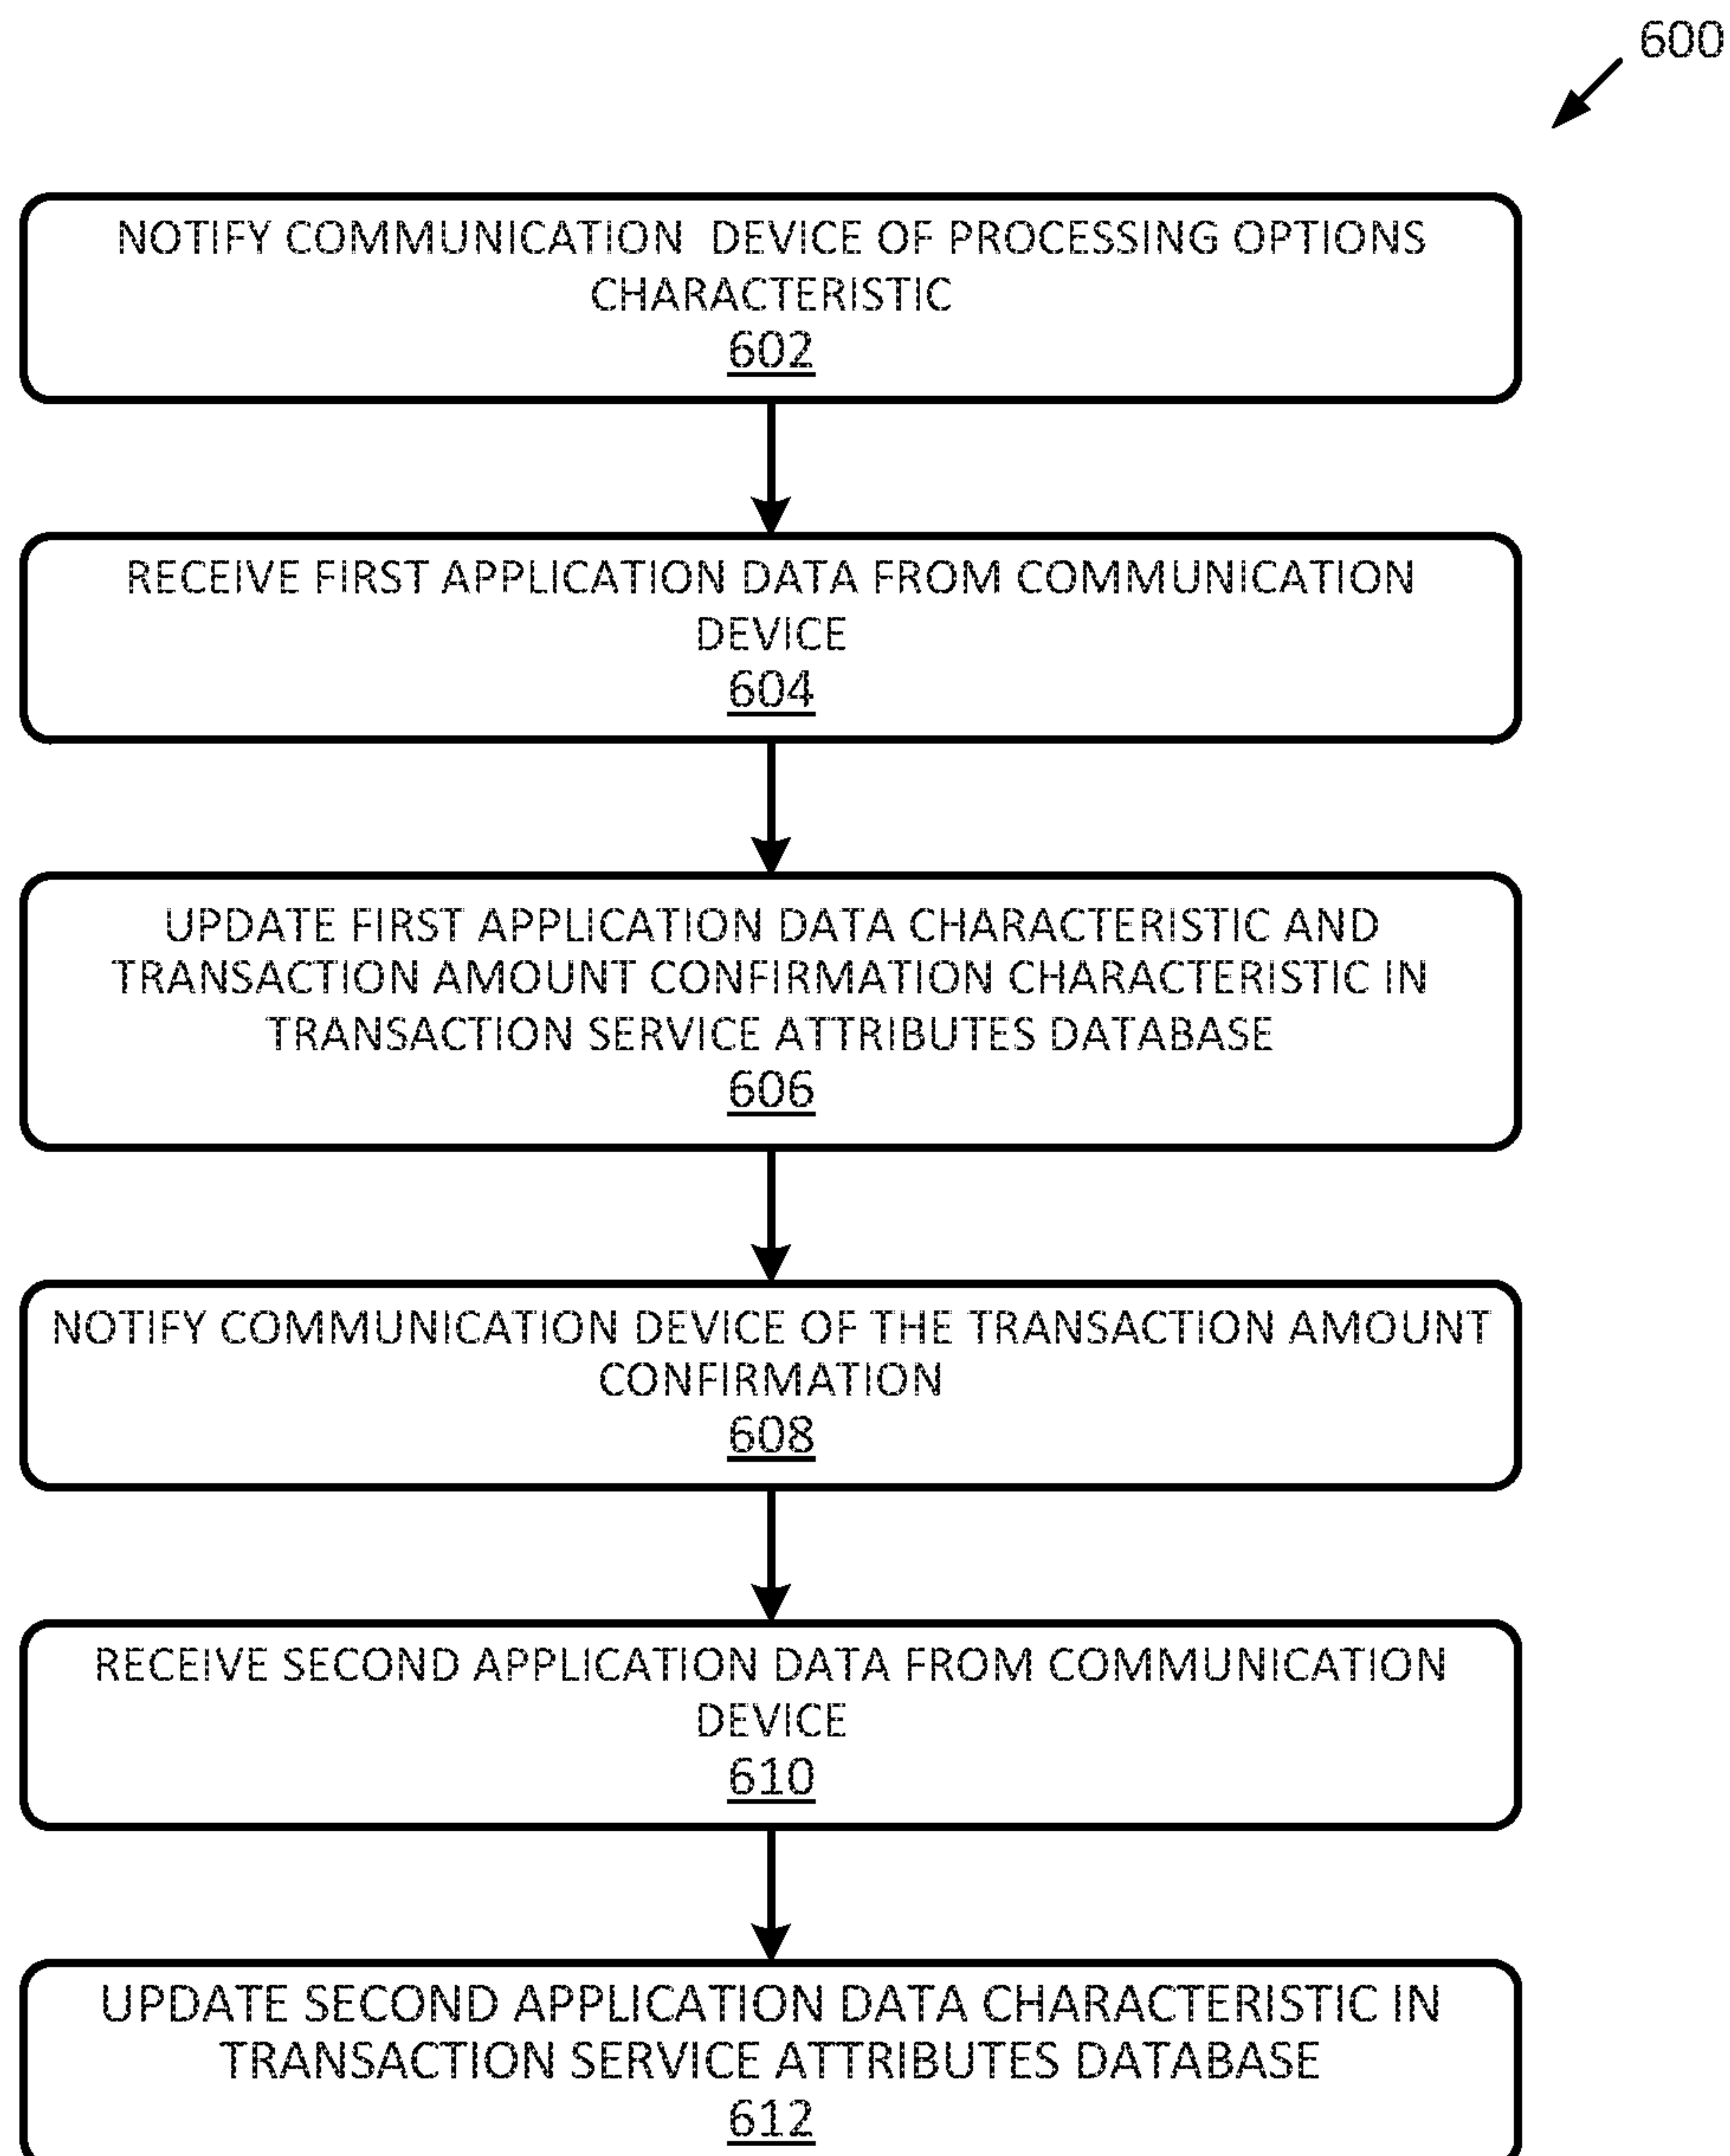 600
NOTIFY COMMUNICATION DEVICE OF PROCESSING OPTIONS
CHARACTERISTIC
602
RECEIVE FIRST APPLICATION DATA FROM COMMUNICATION
DEVICE
604
UPDATE FIRST APPLICATION DATA CHARACTERISTIC AND
TRANSACTION AMOUNT CONFIRMATION CHARACTERISTIC IN
TRANSACTION SERVICE ATTRIBUTES DATABASE
606
NOTIFY COMMUNICATION DEVICE OF THE TRANSACTION AMOUNT
CONFIRMATION
608
RECEIVE SECOND APPLICATION DATA FROM COMMUNICATION
DEVICE
610
UPDATE SECOND APPLICATION DATA CHARACTERISTIC IN
TRANSACTION SERVICE ATTRIBUTES DATABASE
612